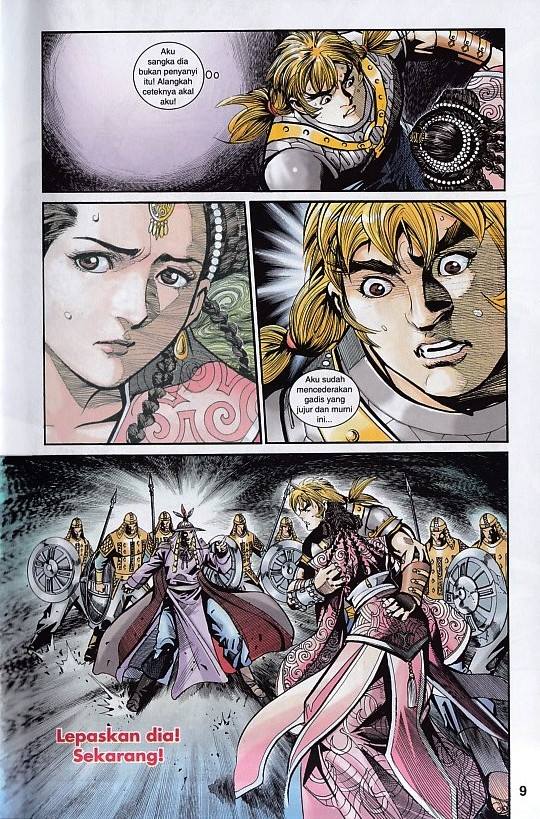 Aku
sangka dia
bukan penyanyi
itu! Alangkah
ceteknya akal
aku!
Aku sudah
mencederakan
gadis yang
jujur dan murni
ini...
Lepaskan dia!
Sekarang!
9